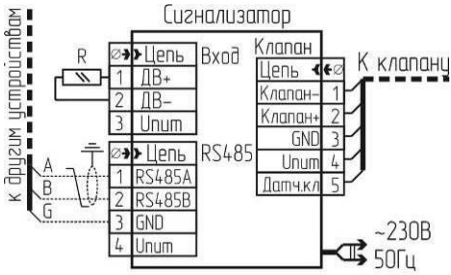 Сигнализатор
к другим устройствам
R
Цепь Вход
1 ДВ+
2 ДВ−
3 Uпит
Клапан
Цепь
Клапан− 1
Клапан+ 2
GND 3
Uпит 4
Датч.кл 5
К клапану
Цепь RS485
A 1 RS485A
B 2 RS485B
G 3 GND
4 Uпит
~230В
50Гц